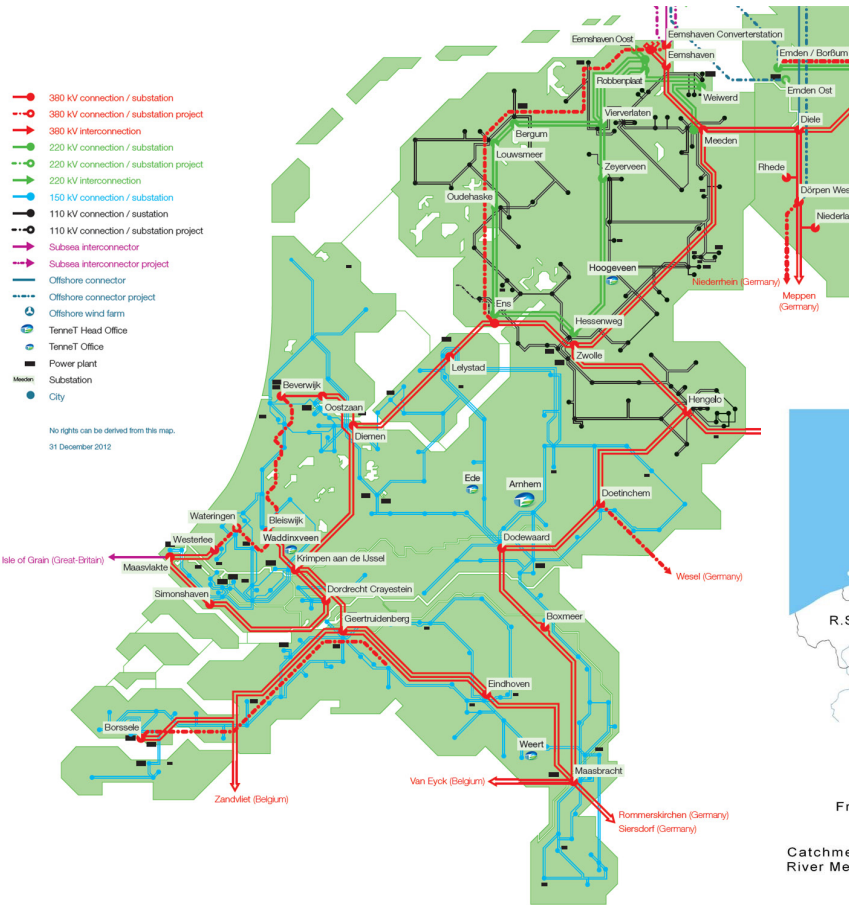 380 kV connection / substation
380 kV connection / substation project
380 kV interconnection
220 kV connection / substation
220 kV connection / substation project
220 kV interconnection
150 kV connection / substation
110 kV connection / sustation
110 kV connection / substation project
Subsea interconnector
Subsea interconnector project
Offshore connector
Offshore connector project
Offshore wind farm
TenneT Head Office
TenneT Office
Power plant
Meeden Substation
City
No rights can be derived from this map.
31 December 2012
Eemshaven Oost
Eemshaven Converterstation
Eemshaven
Emden / Borßum
Robbenplaat
Emden Ost
Weiwerd
Vierverlaten
Diele
Bergum
Meeden
Louwsmeer
Zeyerveen
Rhede
Oudehaske
Dörpen Wes
Niederla
Hoogeveen
Niederrhein (Germany)
Meppen
(Germany)
Ens
Hessenweg
Zwolle
Lelystad
Beverwijk
Oostzaan
Hengelo
Diemen
Ede
Arnhem
Doetinchem
Wateringen
Bleiswijk
Westerlee
Waddinxveen
Dodewaard
Isle of Grain (Great-Britain)
Krimpen aan de IJssel
Maasvlakte
Wesel (Germany)
Simonshaven
Dordrecht Crayestein
Geertruidenberg
Boxmeer
R.S
Eindhoven
Borssele
Weert
Maasbracht
Van Eyck (Belgium)
Zandvliet (Belgium)
Rommerskirchen (Germany)
Siersdorf (Germany)
Fr
Catchme
River Me